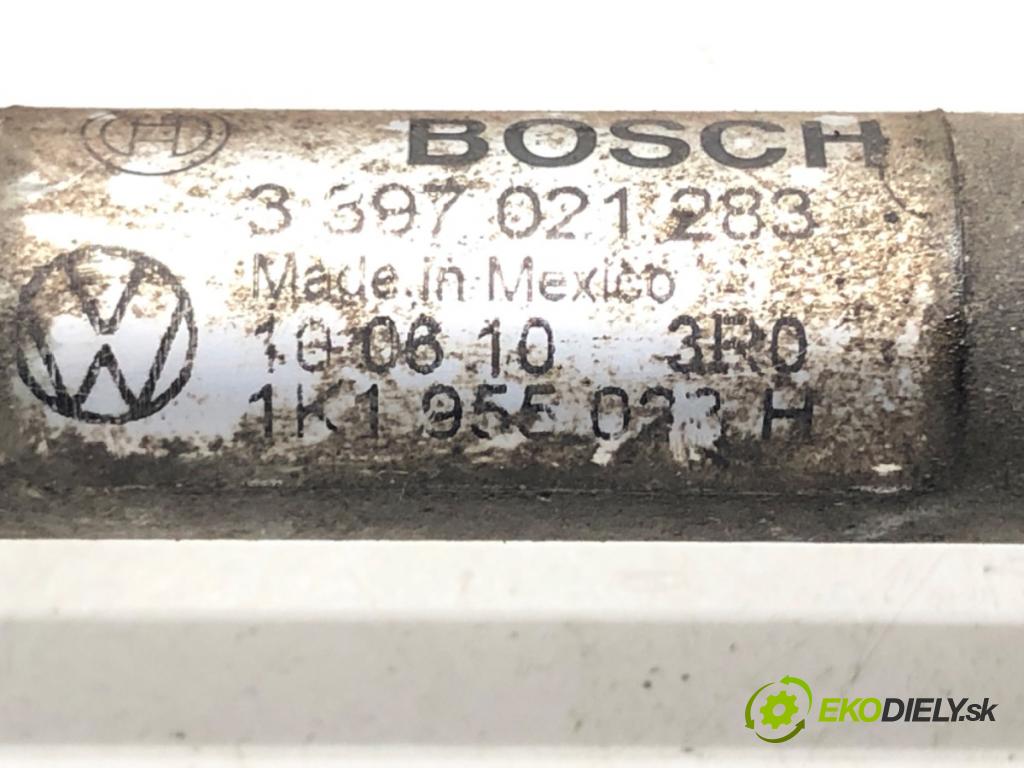 BOSCH
3 397 021 283
Made in Mexico
10 06 10 3R0
1K1 955 023 H
EKODIELY.sk